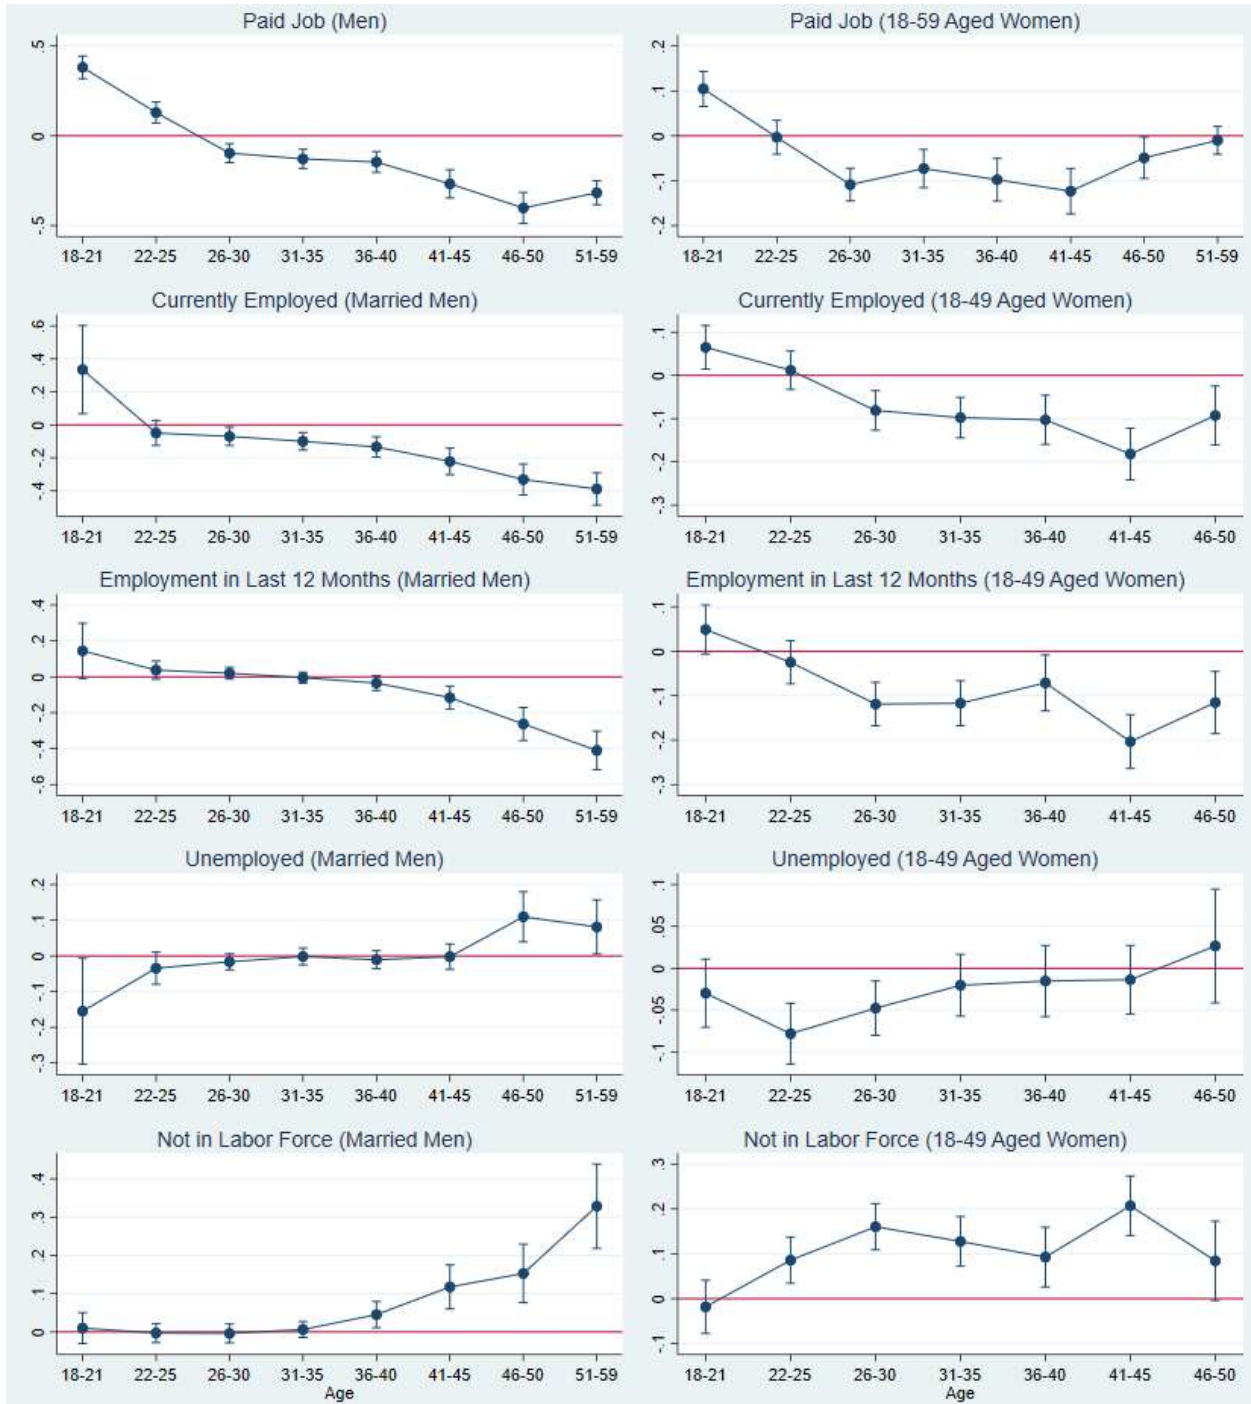 Paid Job (Men)
.5
0
-.5
18-21 22-25 26-30 31-35 36-40 41-45 46-50 51-59
Paid Job (18-59 Aged Women)
.2
.1
0
-.1
-.2
18-21 22-25 26-30 31-35 36-40 41-45 46-50 51-59
Currently Employed (Married Men)
.6
.4
.2
0
-.2
-.4
18-21 22-25 26-30 31-35 36-40 41-45 46-50 51-59
Currently Employed (18-49 Aged Women)
.1
0
-.1
-.2
-.3
18-21 22-25 26-30 31-35 36-40 41-45 46-50
Employment in Last 12 Months (Married Men)
.4
.2
0
-.2
-.4
-.6
18-21 22-25 26-30 31-35 36-40 41-45 46-50 51-59
Employment in Last 12 Months (18-49 Aged Women)
.1
0
-.1
-.2
-.3
18-21 22-25 26-30 31-35 36-40 41-45 46-50
Unemployed (Married Men)
.2
.1
0
-.1
-.2
-.3
18-21 22-25 26-30 31-35 36-40 41-45 46-50 51-59
Unemployed (18-49 Aged Women)
.1
.05
0
-.05
-.1
18-21 22-25 26-30 31-35 36-40 41-45 46-50
Not in Labor Force (Married Men)
.4
.3
.2
.1
0
18-21 22-25 26-30 31-35 36-40 41-45 46-50 51-59
Age
Not in Labor Force (18-49 Aged Women)
.3
.2
.1
0
-.1
18-21 22-25 26-30 31-35 36-40 41-45 46-50
Age